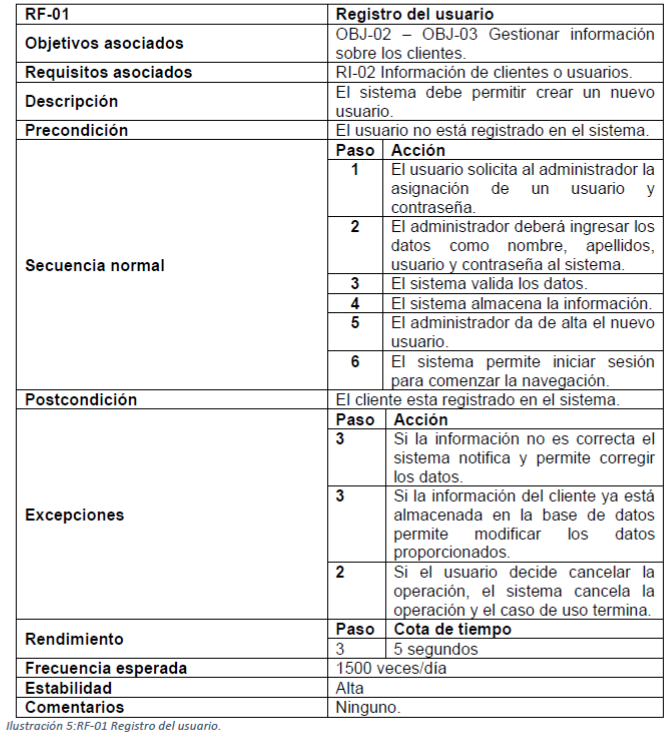 RF-01 Registro del usuario
Objetivos asociados OBJ-02 – OBJ-03 Gestionar información
sobre los clientes.
Requisitos asociados RI-02 Información de clientes o usuarios.
Descripción El sistema debe permitir crear un nuevo
usuario.
Precondición El usuario no está registrado en el sistema.
Secuencia normal
Paso Acción
1 El usuario solicita al administrador la
asignación de un usuario y
contraseña.
2 El administrador deberá ingresar los
datos como nombre, apellidos,
usuario y contraseña al sistema.
3 El sistema valida los datos.
4 El sistema almacena la información.
5 El administrador da de alta el nuevo
usuario.
6 El sistema permite iniciar sesión
para comenzar la navegación.
Postcondición El cliente esta registrado en el sistema.
Excepciones
Paso Acción
3 Si la información no es correcta el
sistema notifica y permite corregir
los datos.
3 Si la información del cliente ya está
almacenada en la base de datos
permite modificar los datos
proporcionados.
2 Si el usuario decide cancelar la
operación, el sistema cancela la
operación y el caso de uso termina.
Rendimiento
Paso Cota de tiempo
3 5 segundos
Frecuencia esperada 1500 veces/día
Estabilidad Alta
Comentarios Ninguno.
Ilustración 5:RF-01 Registro del usuario.